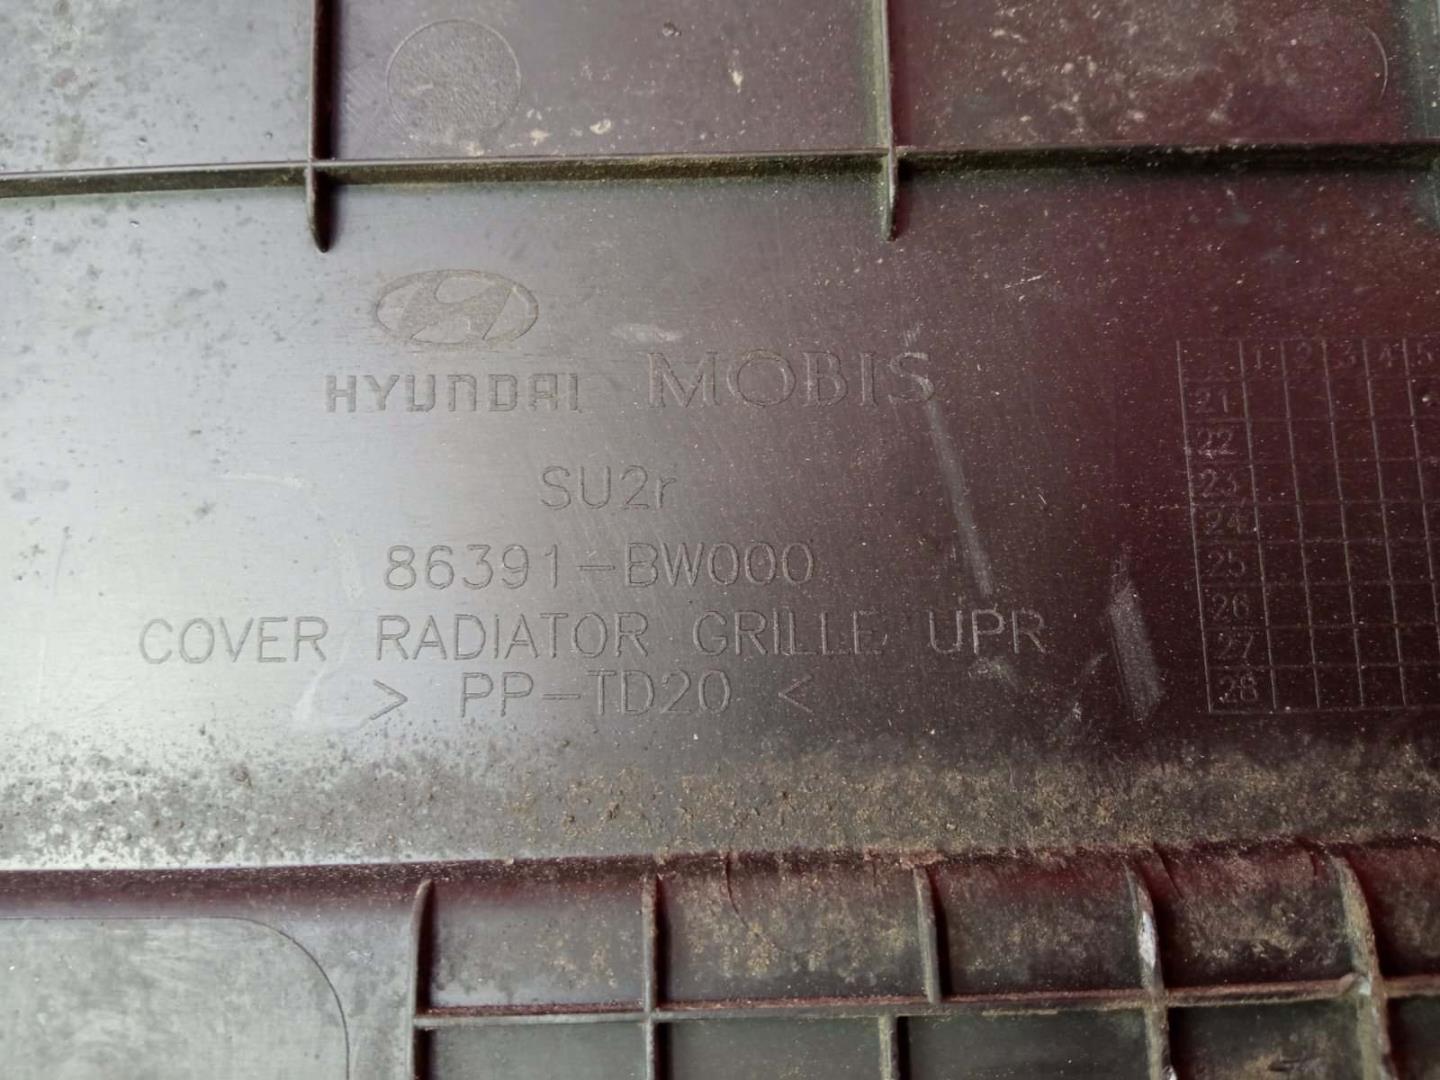 HYUNDAI MOBIS
SU2r
86391-BW000
COVER RADIATOR GRILLE UPR
> PP-TD20 <
1 2 3 4 5
21
22
23
24
25
26
27
28